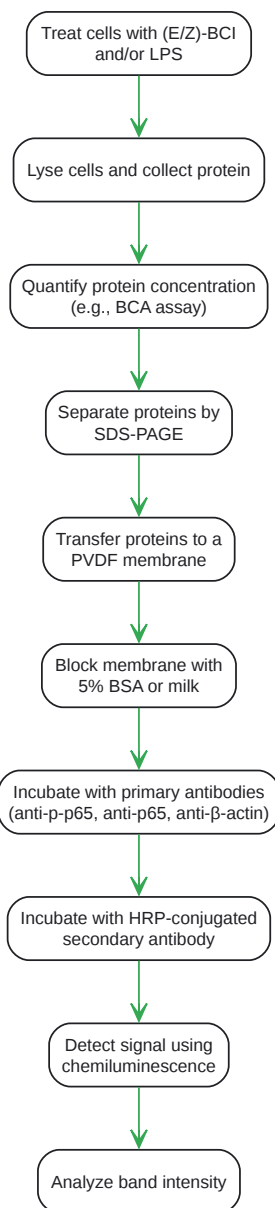 Treat cells with (E/Z)-BCI
and/or LPS
Lyse cells and collect protein
Quantify protein concentration
(e.g., BCA assay)
Separate proteins by
SDS-PAGE
Transfer proteins to a
PVDF membrane
Block membrane with
5% BSA or milk
Incubate with primary antibodies
(anti-p-p65, anti-p65, anti-β-actin)
Incubate with HRP-conjugated
secondary antibody
Detect signal using
chemiluminescence
Analyze band intensity